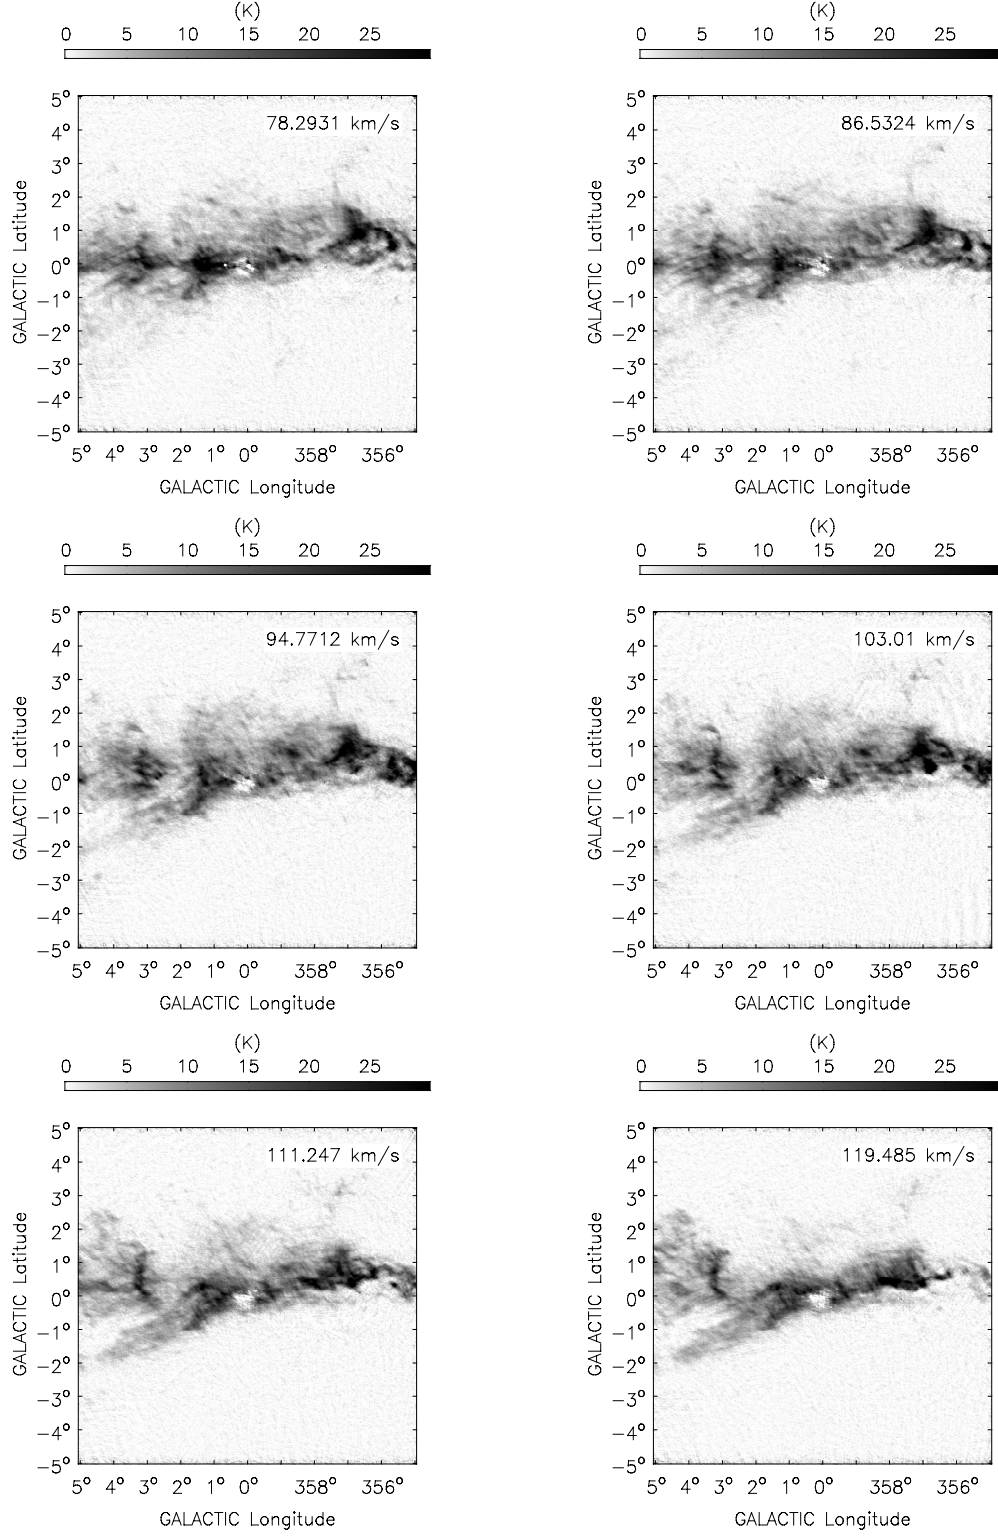 (K) (K)
0 5 10 15 20 25 0 5 10 15 20 25
78.2931 km/s 86.5324 km/s
5° 5°
4° 4°
3° 3°
2° 2°
1° 1°
0° 0°
−1° −1°
−2° −2°
−3° −3°
−4° −4°
−5° −5°
GALACTIC Latitude GALACTIC Latitude
5° 4° 3° 2° 1° 0° 358° 356° 5° 4° 3° 2° 1° 0° 358° 356°
GALACTIC Longitude GALACTIC Longitude
(K) (K)
0 5 10 15 20 25 0 5 10 15 20 25
94.7712 km/s 103.01 km/s
5° 5°
4° 4°
3° 3°
2° 2°
1° 1°
0° 0°
−1° −1°
−2° −2°
−3° −3°
−4° −4°
−5° −5°
GALACTIC Latitude GALACTIC Latitude
5° 4° 3° 2° 1° 0° 358° 356° 5° 4° 3° 2° 1° 0° 358° 356°
GALACTIC Longitude GALACTIC Longitude
(K) (K)
0 5 10 15 20 25 0 5 10 15 20 25
111.247 km/s 119.485 km/s
5° 5°
4° 4°
3° 3°
2° 2°
1° 1°
0° 0°
−1° −1°
−2° −2°
−3° −3°
−4° −4°
−5° −5°
GALACTIC Latitude GALACTIC Latitude
5° 4° 3° 2° 1° 0° 358° 356° 5° 4° 3° 2° 1° 0° 358° 356°
GALACTIC Longitude GALACTIC Longitude